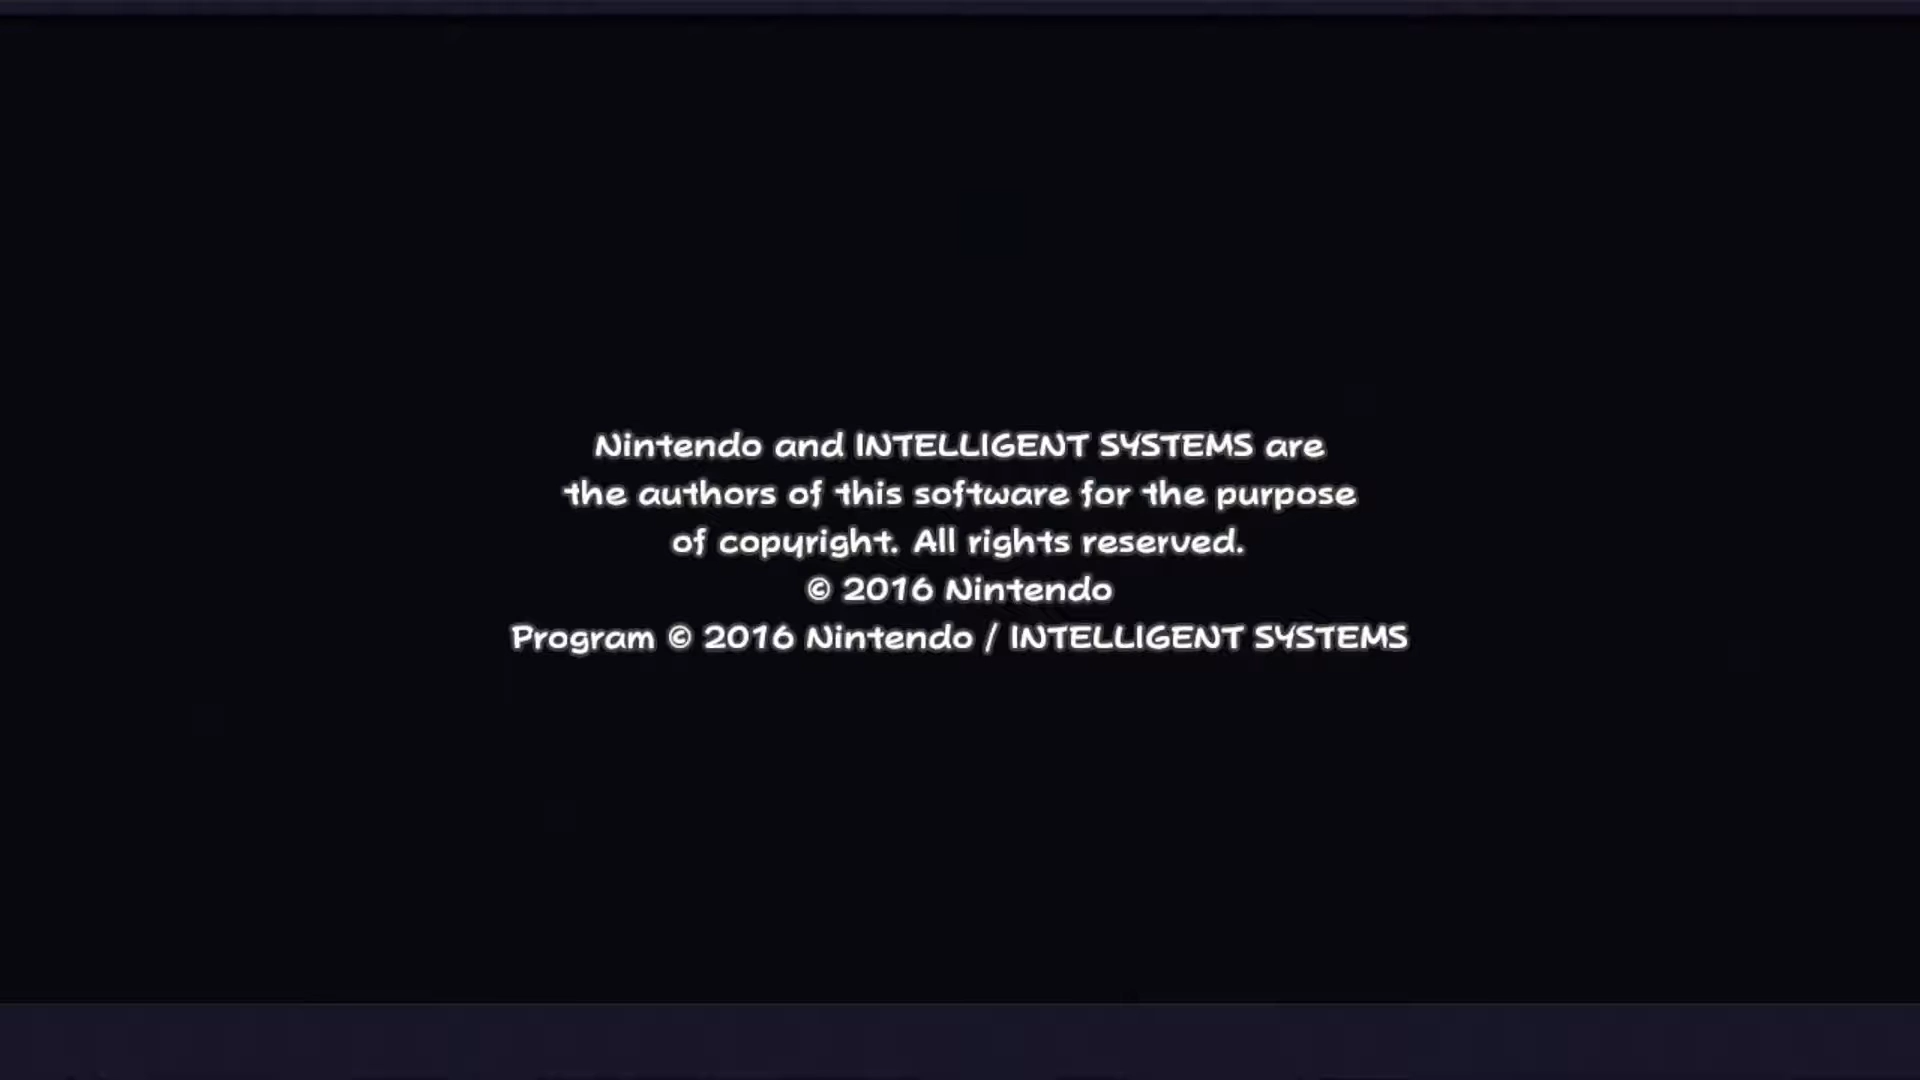 Nintendo and INTELLIGENT SYSTEMS are
the authors of this software for the purpose
of copyright. All rights reserved.
© 2016 Nintendo
Program © 2016 Nintendo / INTELLIGENT SYSTEMS